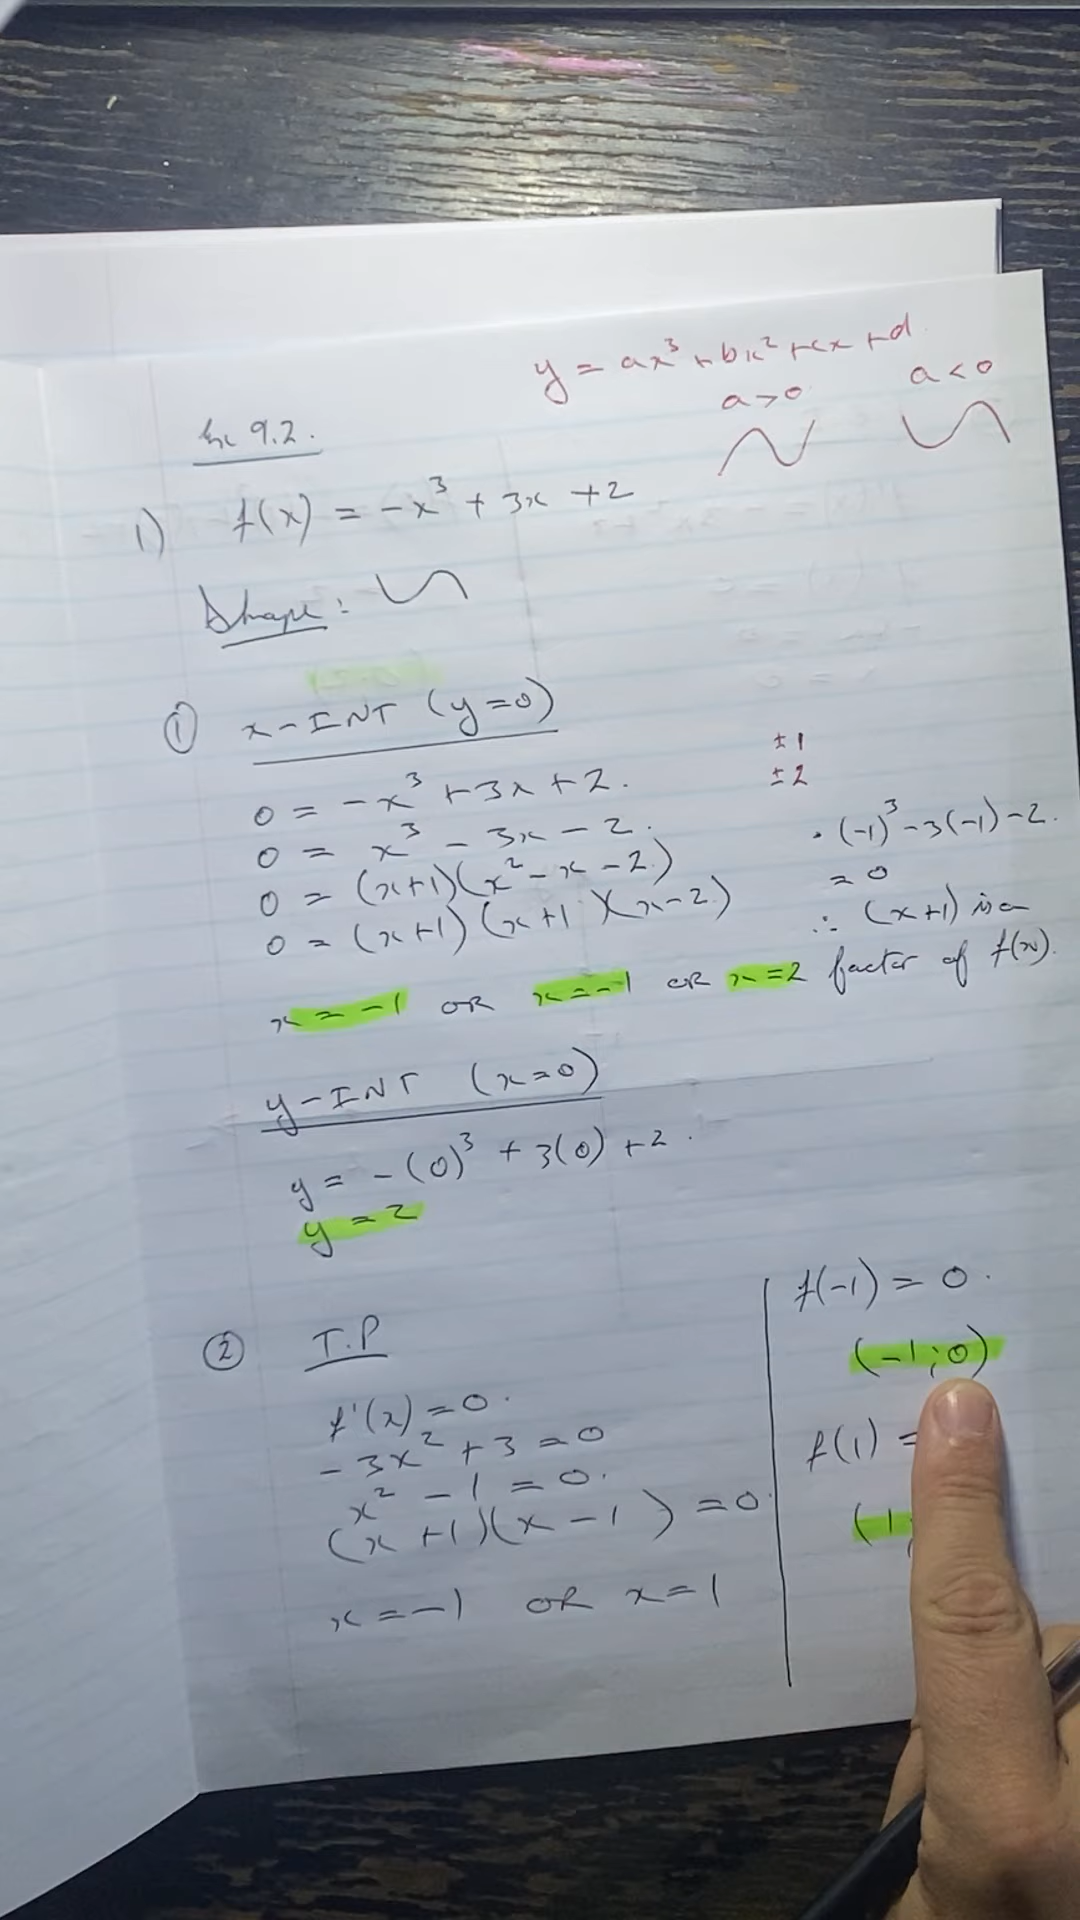 y = ax³ + bx² + cx + d
a > 0
a < 0
Ex 9.2.
1) f(x) = -x³ + 3x + 2
Shape:
① x-INT (y=0)
0 = -x³ + 3x + 2.
0 = x³ - 3x - 2.
0 = (x+1)(x² - x - 2)
0 = (x+1)(x+1)(x-2)
x = -1 OR x = -1 OR x = 2
±1
±2
• (-1)³ - 3(-1) - 2.
= 0
∴ (x+1) is a
factor of f(x).
y-INT (x=0)
y = -(0)³ + 3(0) + 2.
y = 2
② T.P
f'(x) = 0.
-3x² + 3 = 0
x² - 1 = 0.
(x+1)(x-1) = 0.
x = -1 OR x = 1
f(-1) = 0.
(-1;0)
f(1) =
(1;